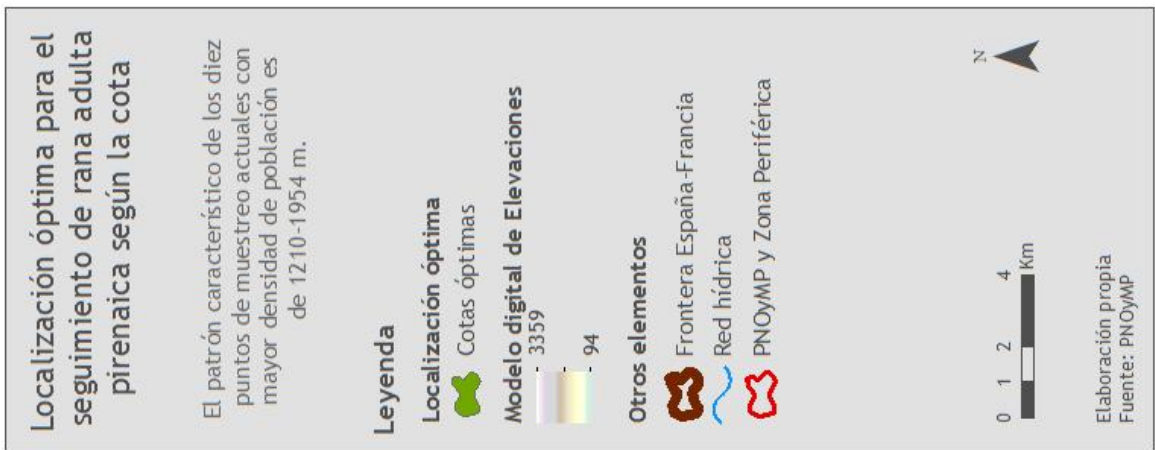 Localización óptima para el
seguimiento de rana adulta
pirenaica según la cota
El patrón característico de los diez
puntos de muestreo actuales con
mayor densidad de población es
de 1210-1954 m.
Leyenda
Localización óptima
Cotas óptimas
Modelo digital de Elevaciones
3359
94
Otros elementos
Frontera España-Francia
Red hídrica
PNOyMP y Zona Periférica
N
0 1 2 4
Km
Elaboración propia
Fuente: PNOyMP